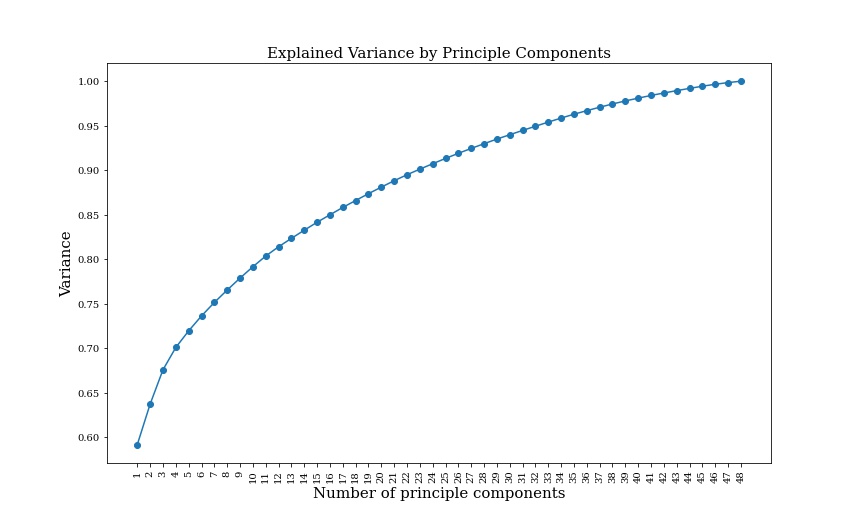 Explained Variance by Principle Components
1.00
0.95
0.90
0.85
0.80
0.75
0.70
0.65
0.60
Variance
1 2 3 4 5 6 7 8 9 10 11 12 13 14 15 16 17 18 19 20 21 22 23 24 25 26 27 28 29 30 31 32 33 34 35 36 37 38 39 40 41 42 43 44 45 46 47 48
Number of principle components